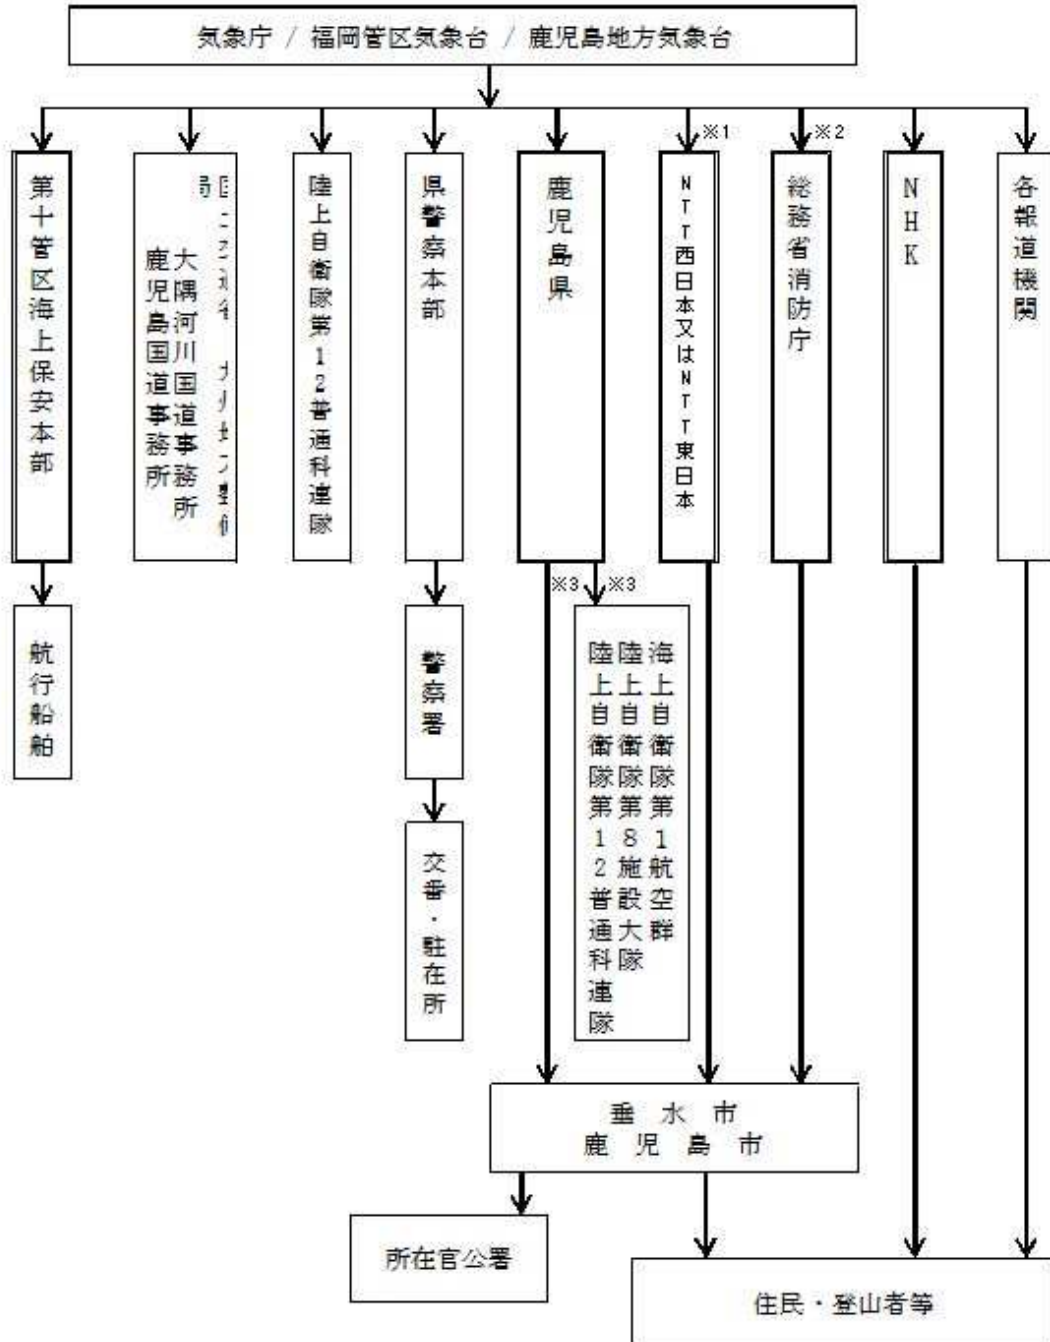 気象庁 / 福岡管区気象台 / 鹿児島地方気象台
※1
※2
第十管区海上保安本部
局
大隅河川国道事務所
鹿児島国道事務所
陸上自衛隊第12普通科連隊
県警察本部
鹿児島県
NTT西日本又はNTT東日本
総務省消防庁
NHK
各報道機関
※3
※3
航行船舶
警察署
交番・駐在所
海上自衛隊第1航空群
陸上自衛隊第8施設大隊
陸上自衛隊第12普通科連隊
垂水市
鹿児島市
所在官公署
住民・登山者等